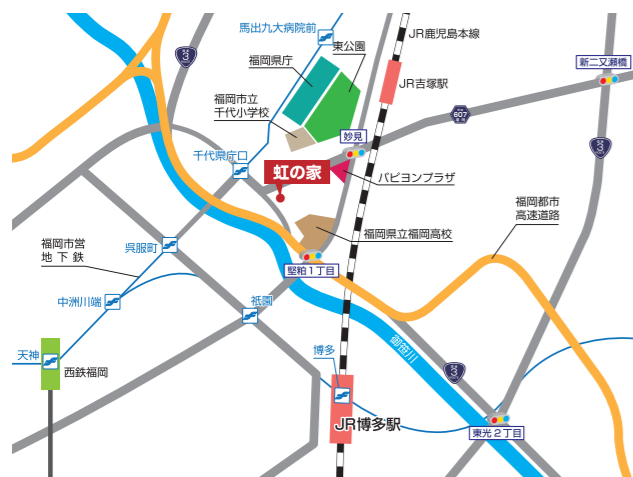 馬出九大病院前
JR鹿児島本線
東公園
福岡県庁
3
新二又瀬橋
JR吉塚駅
福岡市立
千代小学校
607
妙見
3
千代県庁口
虹の家
パピヨンプラザ
福岡都市
高速道路
福岡県立福岡高校
呉服町
福岡市営
地下鉄
堅粕1丁目
中洲川端
祇園
御笠川
天神
博多
西鉄福岡
3
JR博多駅
東光2丁目